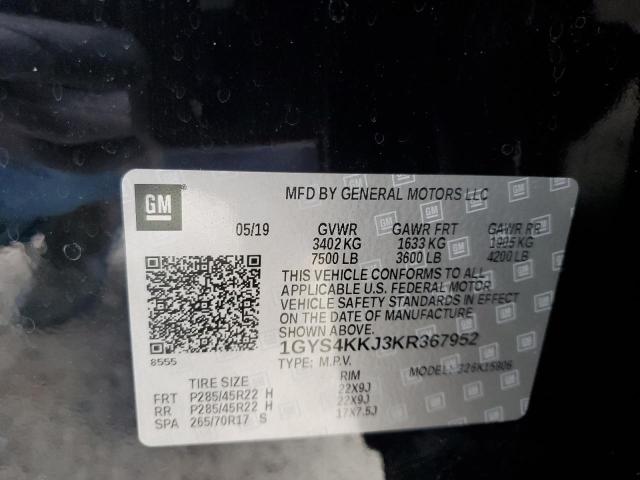 GM
MFD BY GENERAL MOTORS LLC
05/19 GVWR GAWR FRT GAWR RR
3402 KG 1633 KG 1905 KG
7500 LB 3600 LB 4200 LB
THIS VEHICLE CONFORMS TO ALL
APPLICABLE U.S. FEDERAL MOTOR
VEHICLE SAFETY STANDARDS IN EFFECT
ON THE DATE OF MANUFACTURE
SHOWN ABOVE.
1GYS4KKJ3KR367952
8555
TYPE: M.P.V. MODEL:
TIRE SIZE RIM
FRT P285/45R22 H 22X9J
RR P285/45R22 H 22X9J
SPA 265/70R17 S 17X7.5J